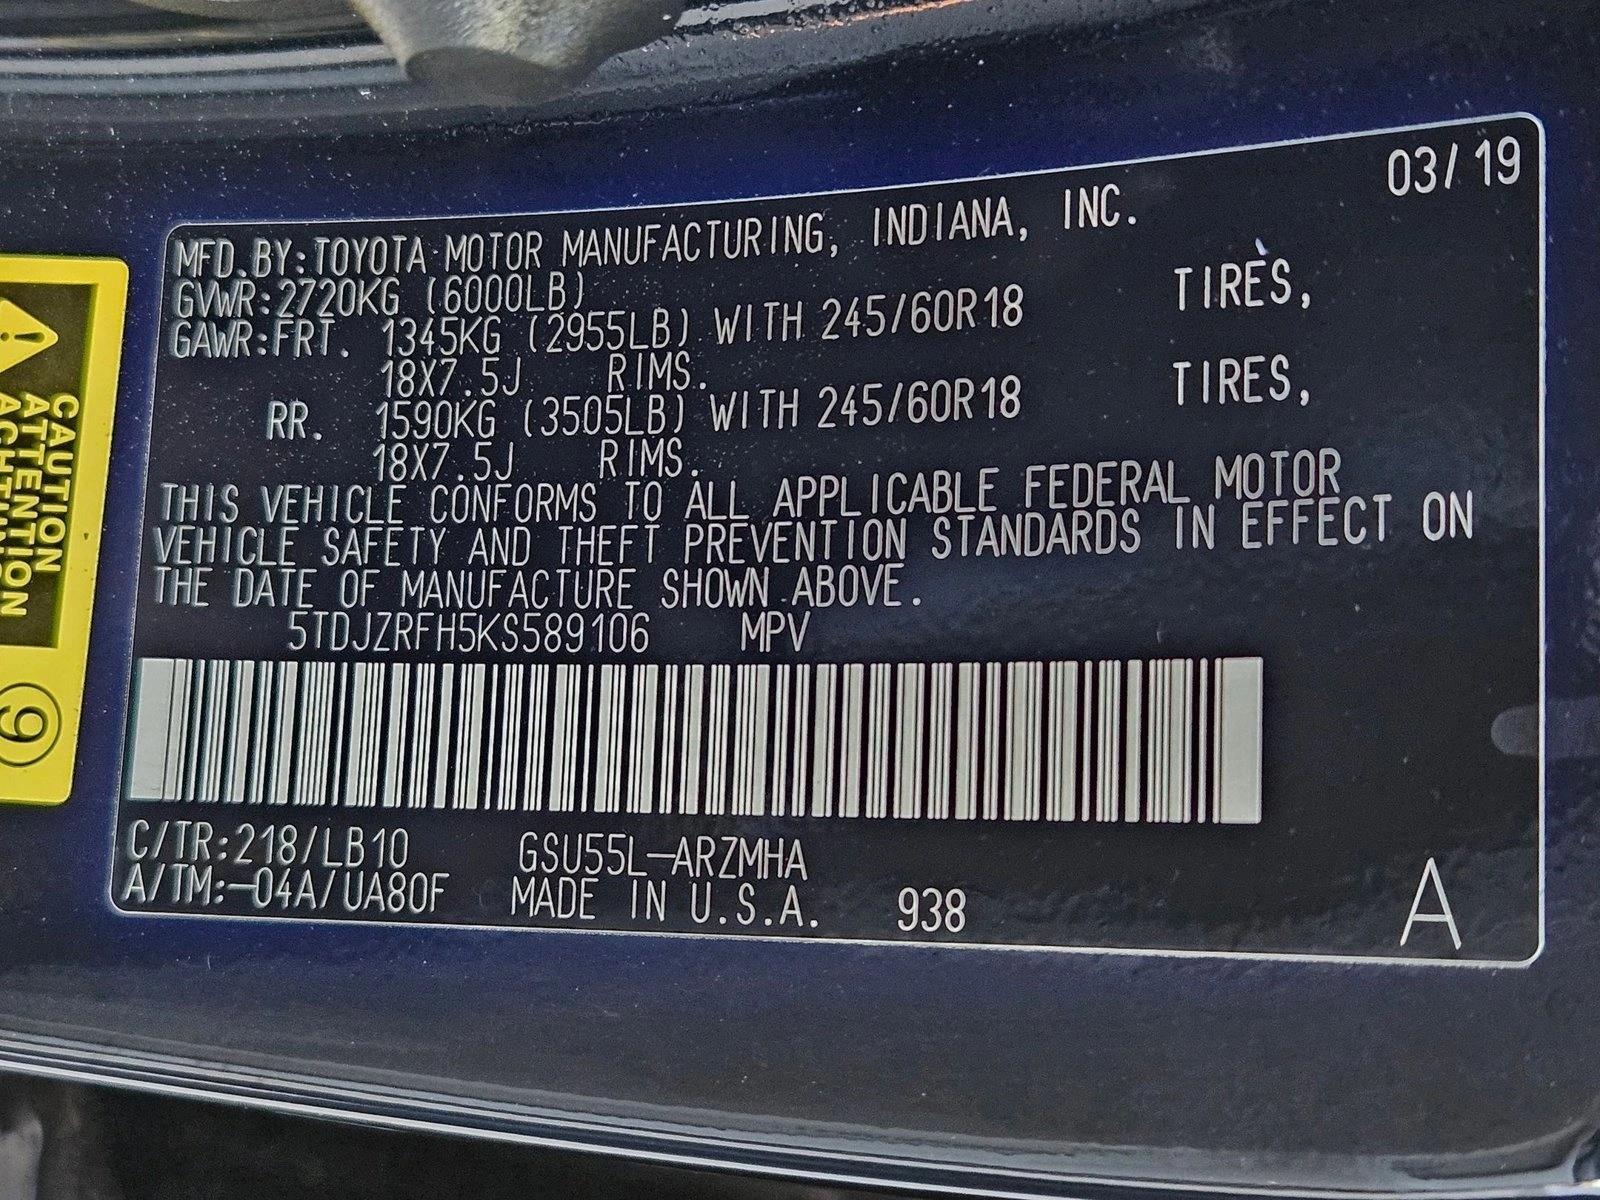 03/19
MFD.BY:TOYOTA MOTOR MANUFACTURING, INDIANA, INC.
GVWR:2720KG (6000LB)
GAWR:FRT. 1345KG (2955LB) WITH 245/60R18 TIRES,
18X7.5J RIMS.
RR. 1590KG (3505LB) WITH 245/60R18 TIRES,
18X7.5J RIMS.
THIS VEHICLE CONFORMS TO ALL APPLICABLE FEDERAL MOTOR
VEHICLE SAFETY AND THEFT PREVENTION STANDARDS IN EFFECT ON
THE DATE OF MANUFACTURE SHOWN ABOVE.
5TDJZRFH5KS589106 MPV
C/TR:218/LB10 GSU55L-ARZMHA
A/TM:-04A/UA80F MADE IN U.S.A. 938 A
CAUTION
ATTENTION
9